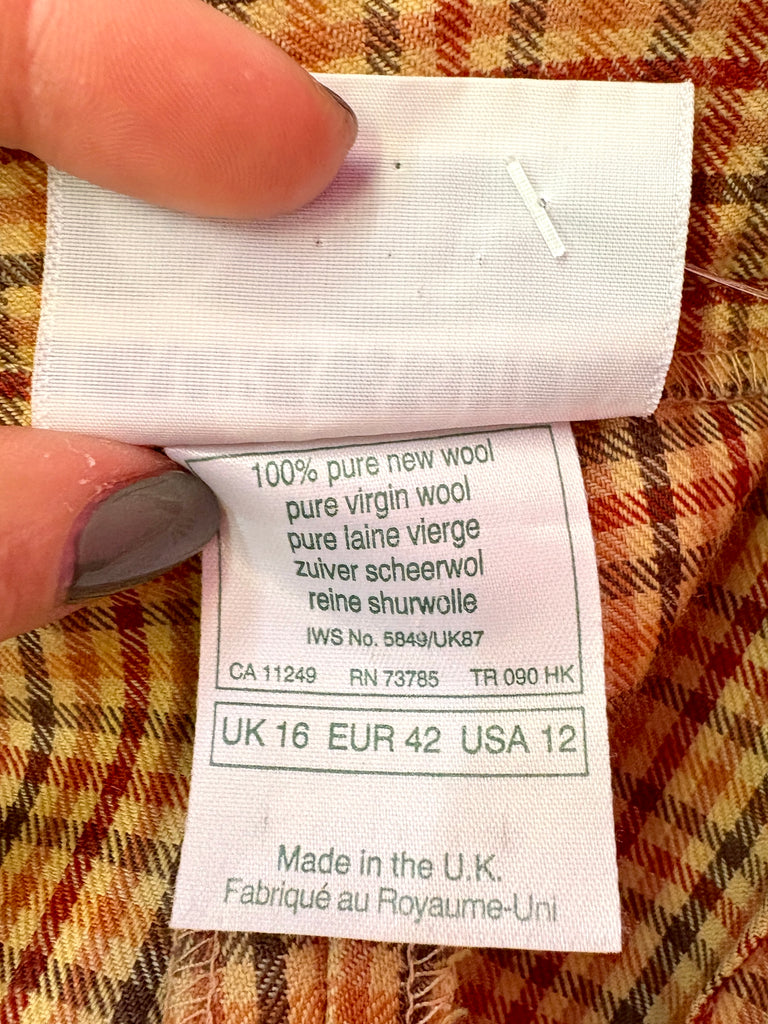 100% pure new wool
pure virgin wool
pure laine vierge
zuiver scheerwol
reine shurwolle
IWS No. 5849/UK87
CA 11249 RN 73785 TR 090 HK
UK 16 EUR 42 USA 12
Made in the U.K.
Fabriqué au Royaume-Uni